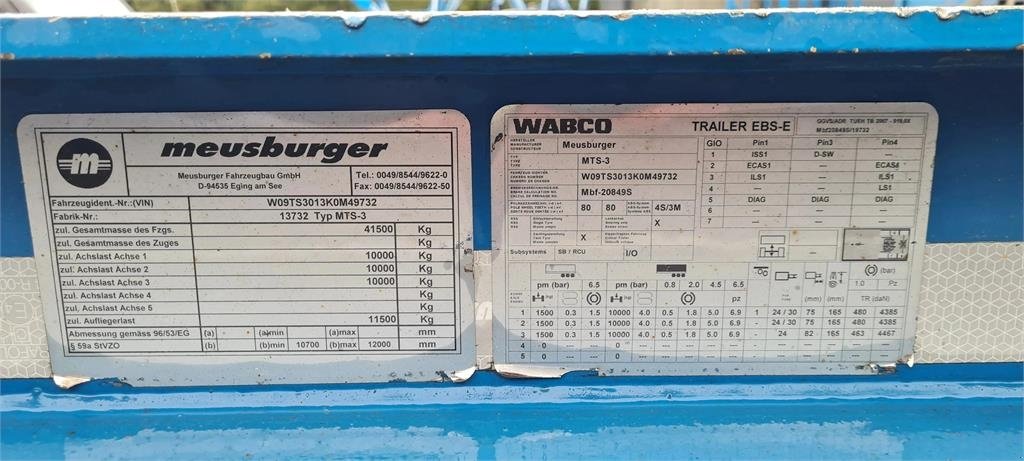 m
meusburger
Meusburger Fahrzeugbau GmbH
D-94535 Eging am See
Tel.: 0049/8544/9622-0
Fax: 0049/8544/9622-50
Fahrzeugident.-Nr.:(VIN) W09TS3013K0M49732
Fabrik-Nr.: 13732 Typ MTS-3
zul. Gesamtmasse des Fzgs. 41500 Kg
zul. Gesamtmasse des Zuges Kg
zul. Achslast Achse 1 10000 Kg
zul. Achslast Achse 2 10000 Kg
zul. Achslast Achse 3 10000 Kg
zul. Achslast Achse 4 Kg
zul. Achslast Achse 5 Kg
zul. Aufliegerlast 11500 Kg
Abmessung gemäss 96/53/EG (a) (a)min (a)max mm
§ 59a StVZO (b) (b)min 10700 (b)max 12000 mm
WABCO TRAILER EBS-E
Meusburger
MTS-3
W09TS3013K0M49732
Mbf-20849S
80 80 4S/3M
X
X
Subsystems SB / RCU I/O
GIO Pin1 Pin3 Pin4
1 ISS1 D-SW
2 ECAS1 ECAS4
3 ILS1 ILS1
4 LS1
5 DIAG DIAG DIAG
6
7
(bar)
1.0 Pz
pm (bar) 6.5 pm (bar) 0.8 2.0 4.5 6.5
pz (mm) (mm) TR (daN)
1 1500 0.3 1.5 10000 4.0 0.5 1.8 5.0 6.9 1 24 / 30 75 165 480 4385
2 1500 0.3 1.5 10000 4.0 0.5 1.8 5.0 6.9 24 / 30 75 165 480 4385
3 1500 0.3 1.5 10000 4.0 0.5 1.8 5.0 6.9 24 82 165 463 4467
4 0 --- --- 0 --- --- --- --- ---
5 0 --- --- 0 --- --- --- --- ---